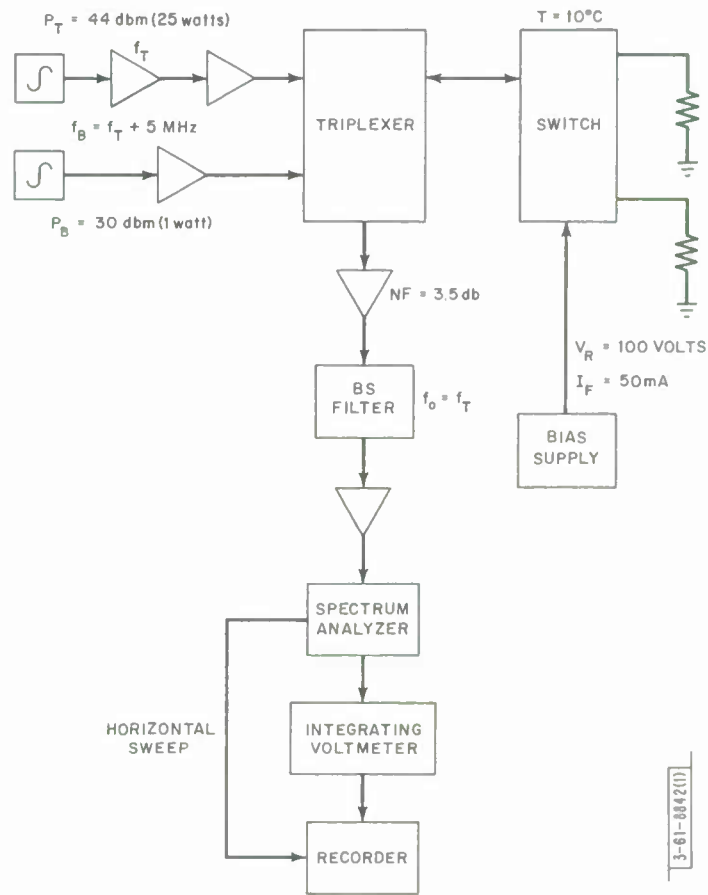 P_T = 44 dbm (25 watts)
T = 10°C
f_T
TRIPLEXER
SWITCH
f_B = f_T + 5 MHz
P_B = 30 dbm (1 watt)
NF = 3.5 db
V_R = 100 VOLTS
I_F = 50mA
BS
FILTER
f_o = f_T
BIAS
SUPPLY
SPECTRUM
ANALYZER
HORIZONTAL
SWEEP
INTEGRATING
VOLTMETER
RECORDER
3-61-8842(1)